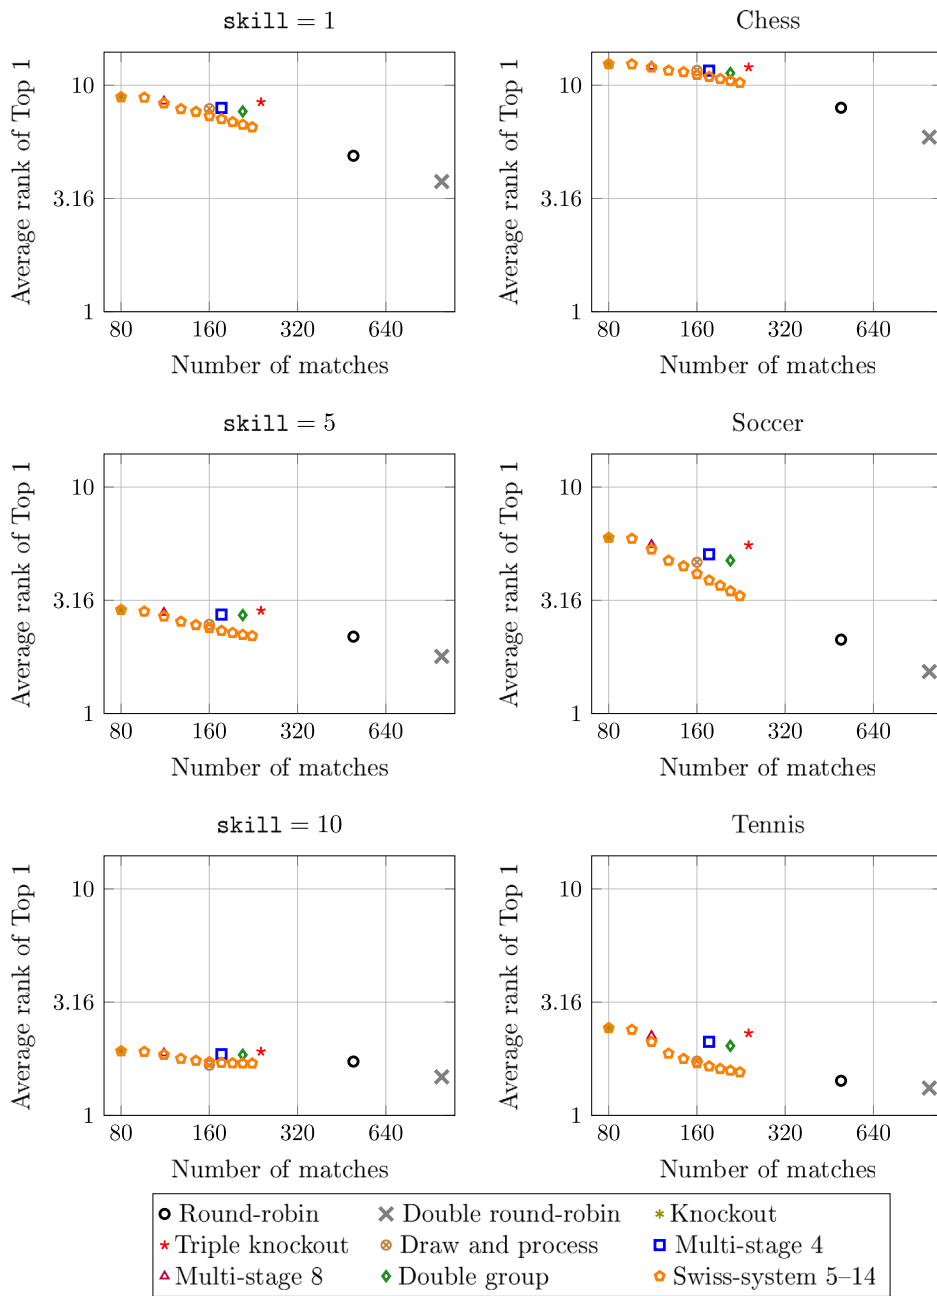 skill = 1
Average rank of Top 1
10
3.16
1
80 160 320 640
Number of matches
Chess
Average rank of Top 1
10
3.16
1
80 160 320 640
Number of matches
skill = 5
Average rank of Top 1
10
3.16
1
80 160 320 640
Number of matches
Soccer
Average rank of Top 1
10
3.16
1
80 160 320 640
Number of matches
skill = 10
Average rank of Top 1
10
3.16
1
80 160 320 640
Number of matches
Tennis
Average rank of Top 1
10
3.16
1
80 160 320 640
Number of matches
Round-robin Double round-robin Knockout
Triple knockout Draw and process Multi-stage 4
Multi-stage 8 Double group Swiss-system 5–14